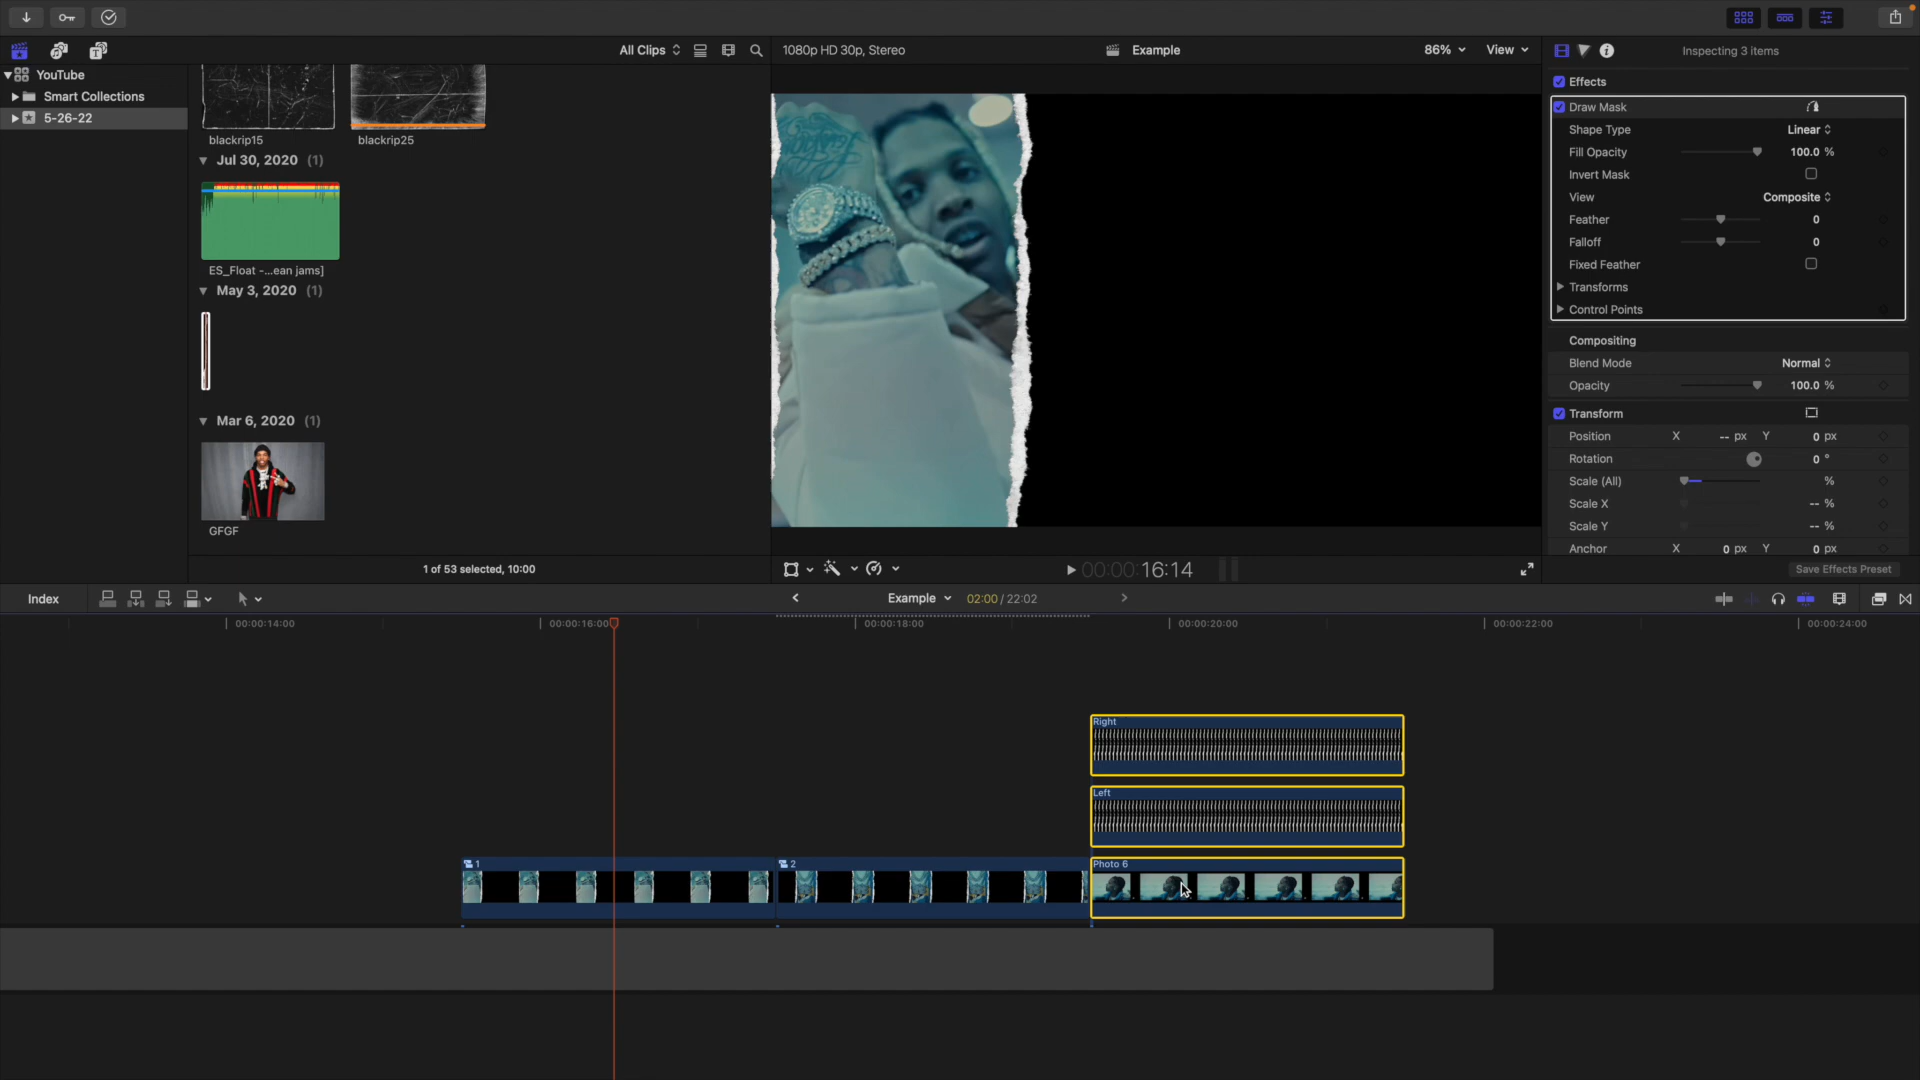 All Clips
1080p HD 30p, Stereo
Example
86%
View
Inspecting 3 items
YouTube
Smart Collections
5-26-22
blackrip15
blackrip25
Jul 30, 2020 (1)
ES_Float -...ean jams]
May 3, 2020 (1)
Mar 6, 2020 (1)
GFGF
1 of 53 selected, 10:00
00:00:16:14
Effects
Draw Mask
Shape Type Linear
Fill Opacity 100.0 %
Invert Mask
View Composite
Feather 0
Falloff 0
Fixed Feather
Transforms
Control Points
Compositing
Blend Mode Normal
Opacity 100.0 %
Transform
Position X -- px Y 0 px
Rotation 0 °
Scale (All) %
Scale X -- %
Scale Y -- %
Anchor X 0 px Y 0 px
Save Effects Preset
Index
Example
02:00 / 22:02
00:00:14:00
00:00:16:00
00:00:18:00
00:00:20:00
00:00:22:00
00:00:24:00
Right
Left
1
2
Photo 6